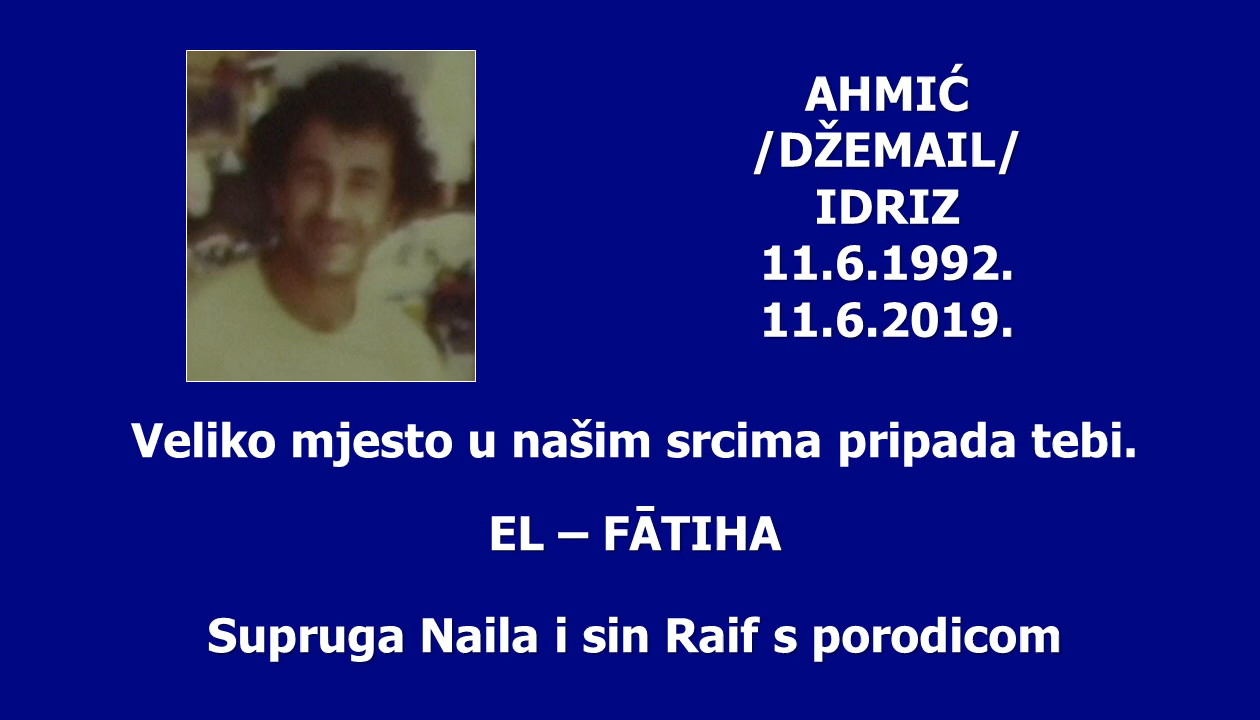 AHMIĆ
/DŽEMAIL/
IDRIZ
11.6.1992.
11.6.2019.
Veliko mjesto u našim srcima pripada tebi.
EL – FĀTIHA
Supruga Naila i sin Raif s porodicom